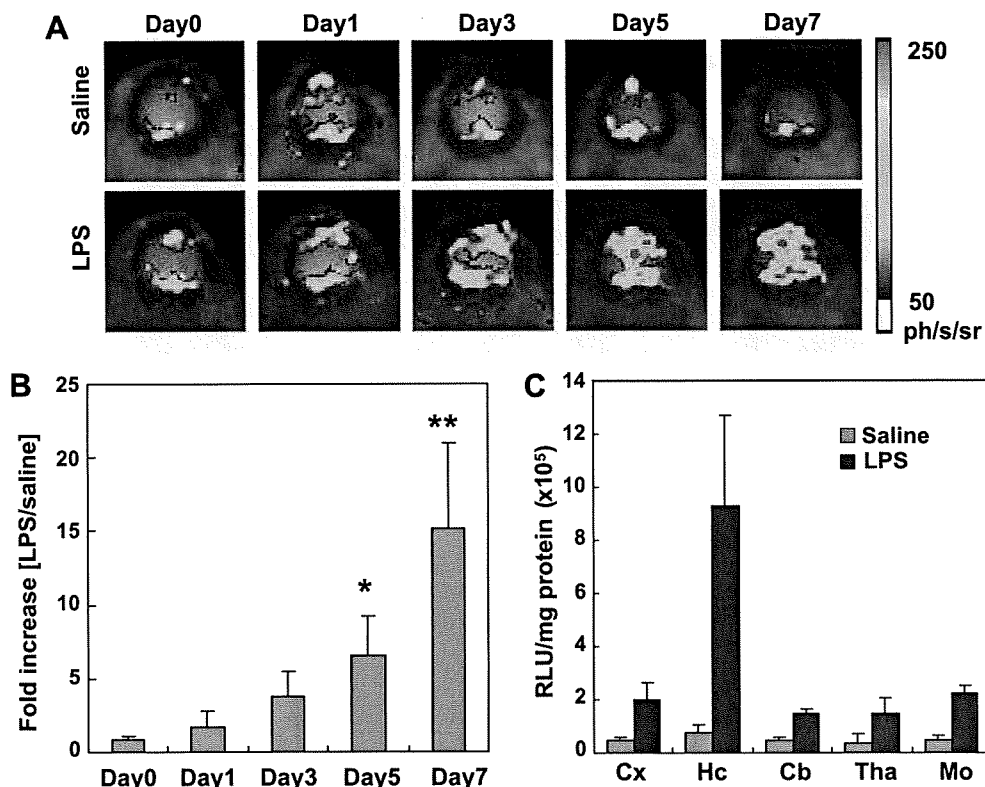 A
Day0 Day1 Day3 Day5 Day7
Saline
LPS
250
50
ph/s/sr
B
Fold increase [LPS/saline]
25
20
15
10
5
0
*
**
Day0 Day1 Day3 Day5 Day7
C
RLU/mg protein (x10⁵)
14
12
10
8
6
4
2
0
Saline
LPS
Cx Hc Cb Tha Mo